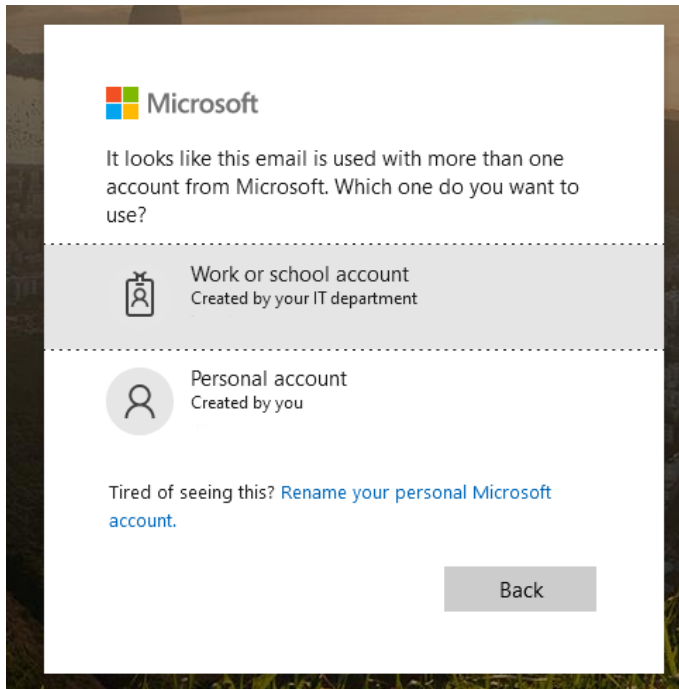 Microsoft
It looks like this email is used with more than one
account from Microsoft. Which one do you want to
use?
Work or school account
Created by your IT department
Personal account
Created by you
Tired of seeing this? Rename your personal Microsoft
account.
Back